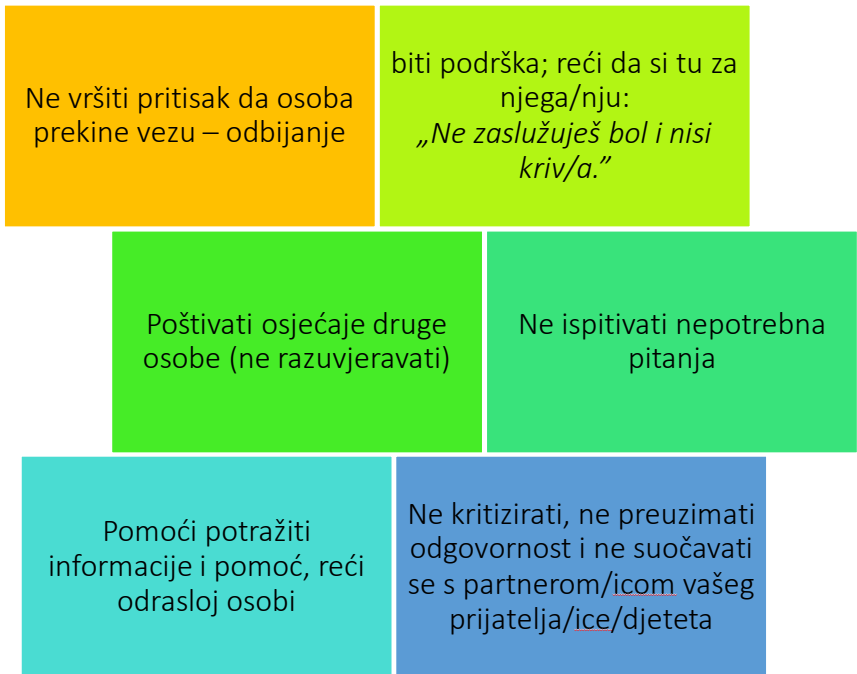 Ne vršiti pritisak da osoba
prekine vezu – odbijanje
biti podrška; reći da si tu za
njega/nju:
„Ne zaslužuješ bol i nisi
kriv/a.”
Poštivati osjećaje druge
osobe (ne razuvjeravati)
Ne ispitivati nepotrebna
pitanja
Pomoći potražiti
informacije i pomoć, reći
odrasloj osobi
Ne kritizirati, ne preuzimati
odgovornost i ne suočavati
se s partnerom/icom vašeg
prijatelja/ice/djeteta